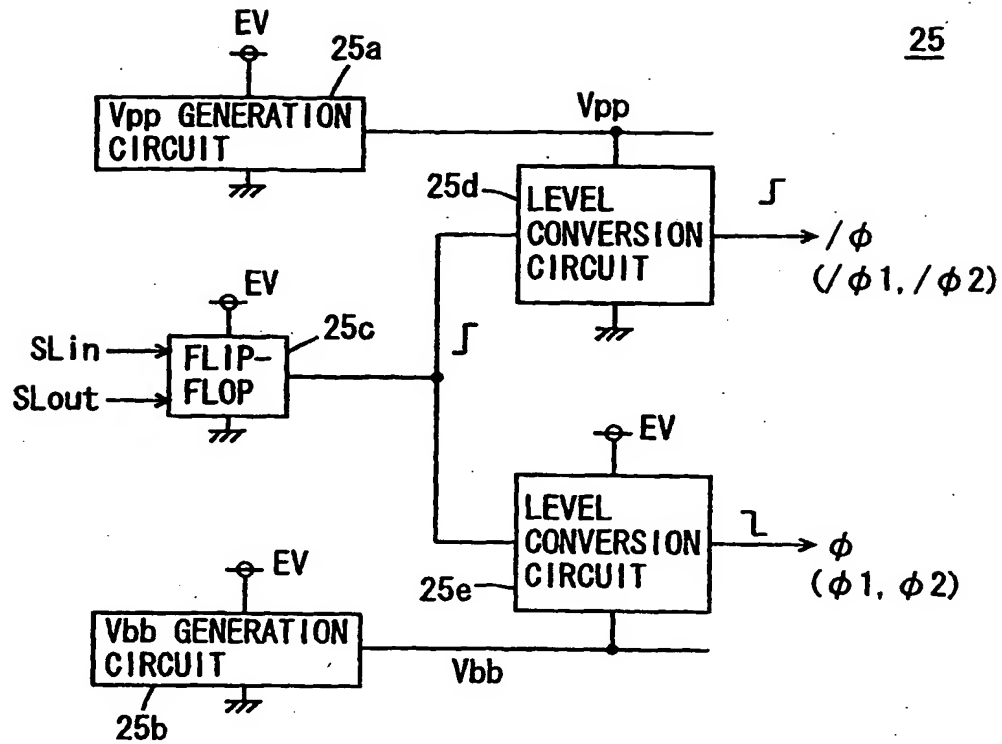 25
EV
25a
Vpp GENERATION
CIRCUIT
Vpp
25d
LEVEL
CONVERSION
CIRCUIT
/φ
(/φ1, /φ2)
EV
25c
SLin
SLout
FLIP-
FLOP
EV
LEVEL
CONVERSION
CIRCUIT
25e
φ
(φ1, φ2)
EV
Vbb GENERATION
CIRCUIT
Vbb
25b